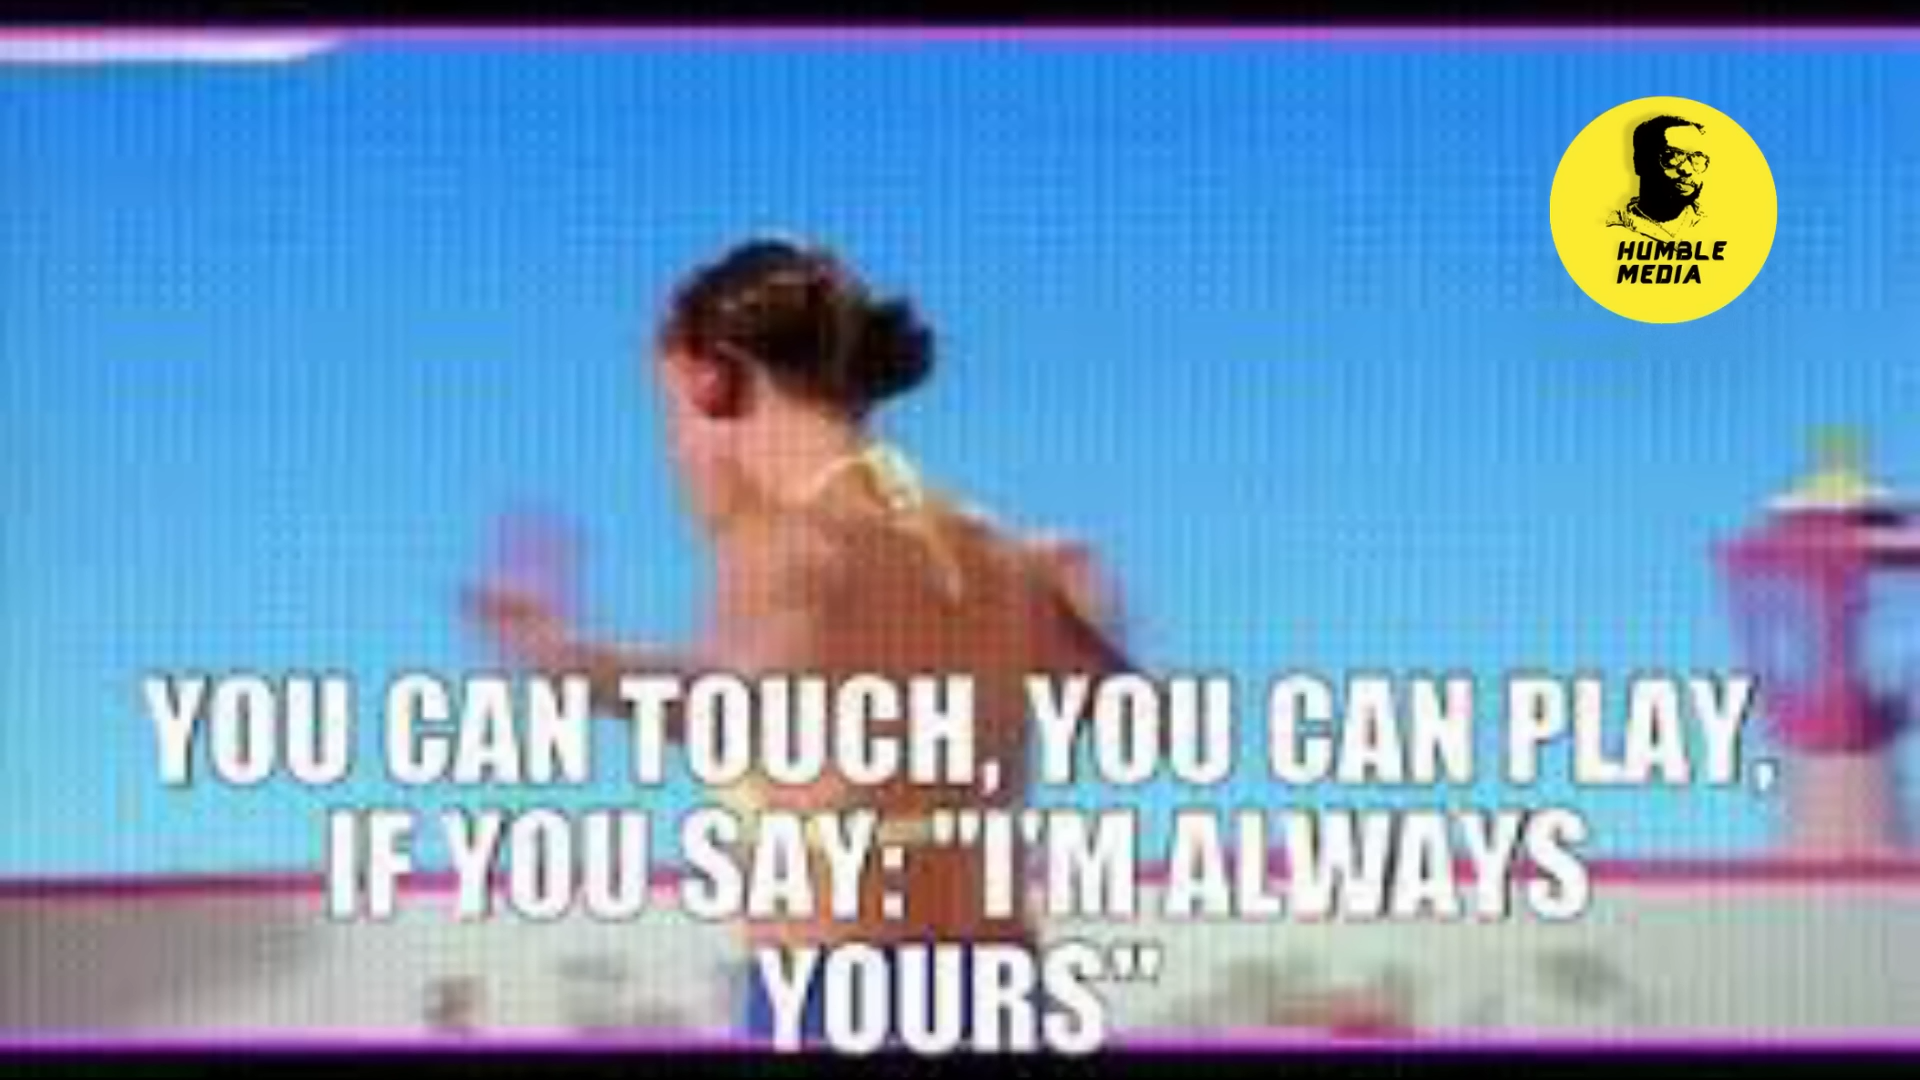 HUMBLE
MEDIA
YOU CAN TOUCH, YOU CAN PLAY,
IF YOU SAY: "I'M ALWAYS
YOURS"